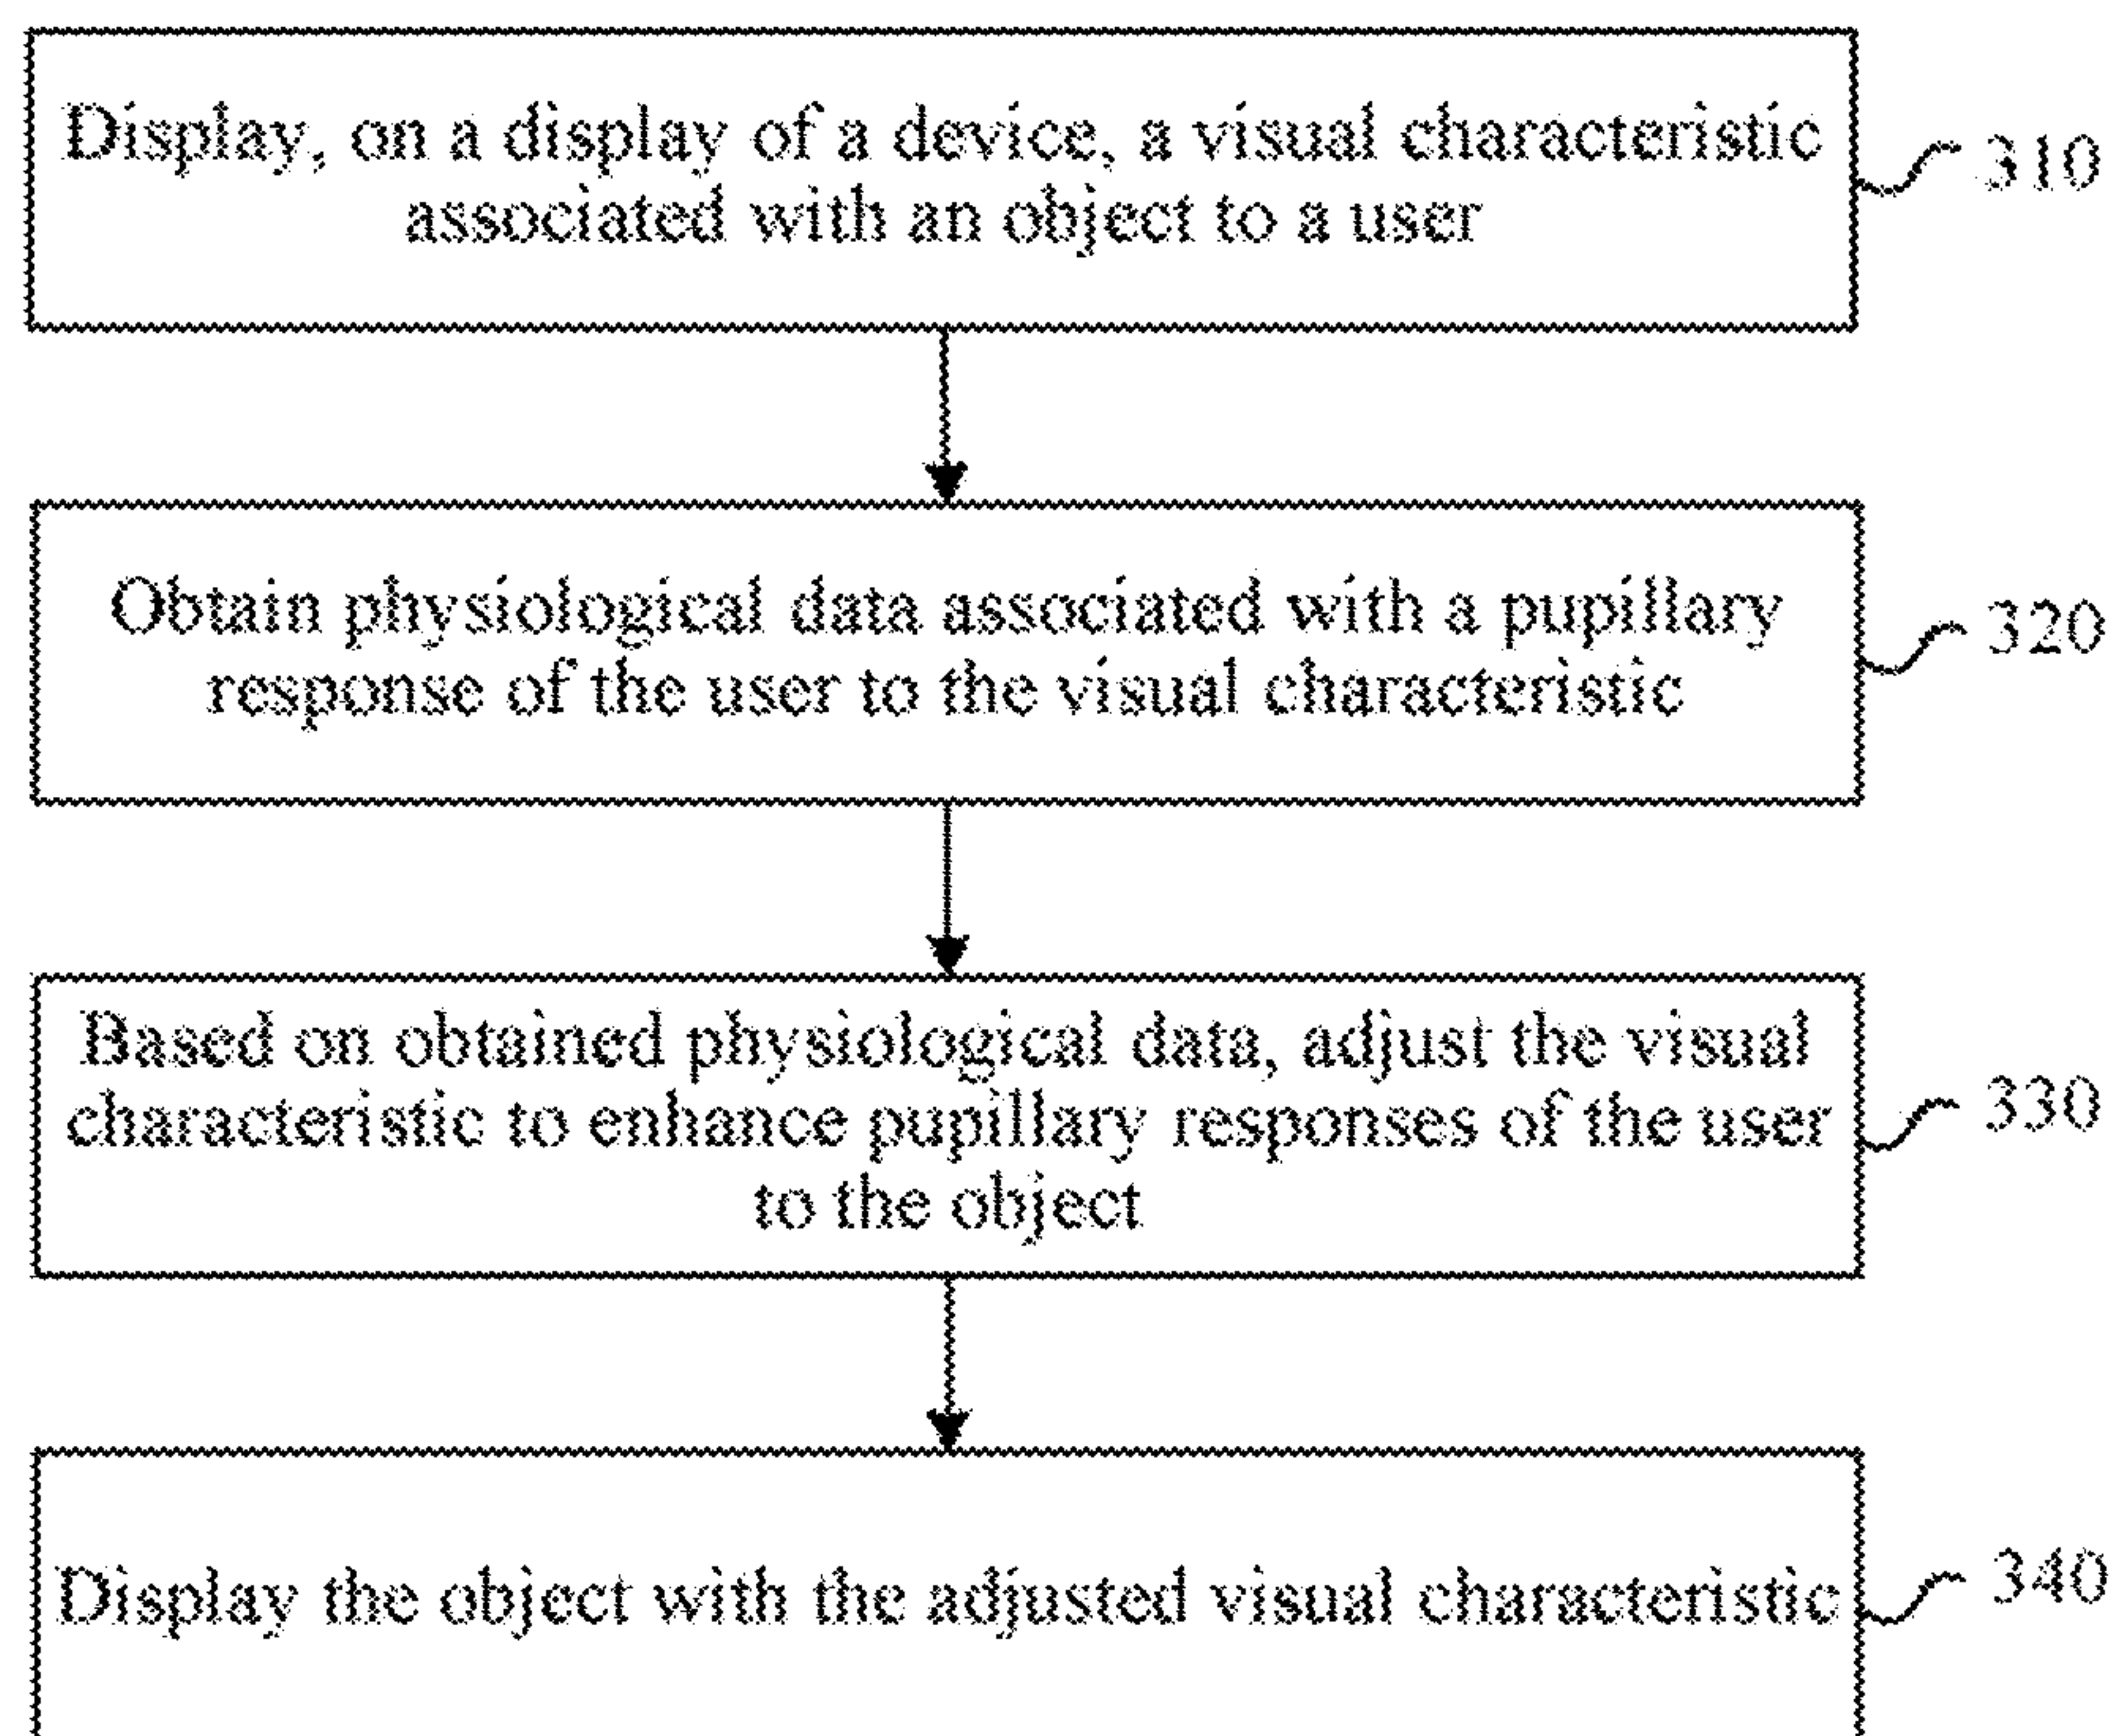 Display, on a display of a device, a visual characteristic
associated with an object to a user
310
Obtain physiological data associated with a pupillary
response of the user to the visual characteristic
320
Based on obtained physiological data, adjust the visual
characteristic to enhance pupillary responses of the user
to the object
330
Display the object with the adjusted visual characteristic
340